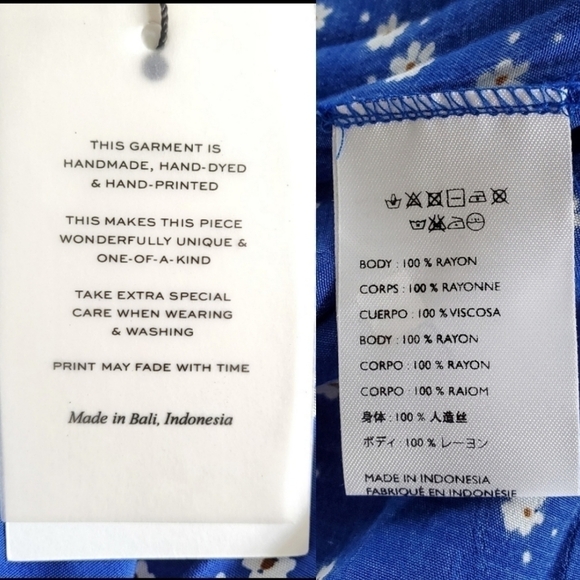 THIS GARMENT IS
HANDMADE, HAND-DYED
& HAND-PRINTED
THIS MAKES THIS PIECE
WONDERFULLY UNIQUE &
ONE-OF-A-KIND
TAKE EXTRA SPECIAL
CARE WHEN WEARING
& WASHING
PRINT MAY FADE WITH TIME
Made in Bali, Indonesia
BODY : 100 % RAYON
CORPS : 100 % RAYONNE
CUERPO : 100 % VISCOSA
BODY : 100 % RAYON
CORPO : 100 % RAYON
CORPO : 100 % RAIOM
身体 : 100 % 人造丝
ボディ : 100 % レーヨン
MADE IN INDONESIA
FABRIQUÉ EN INDONÉSIE